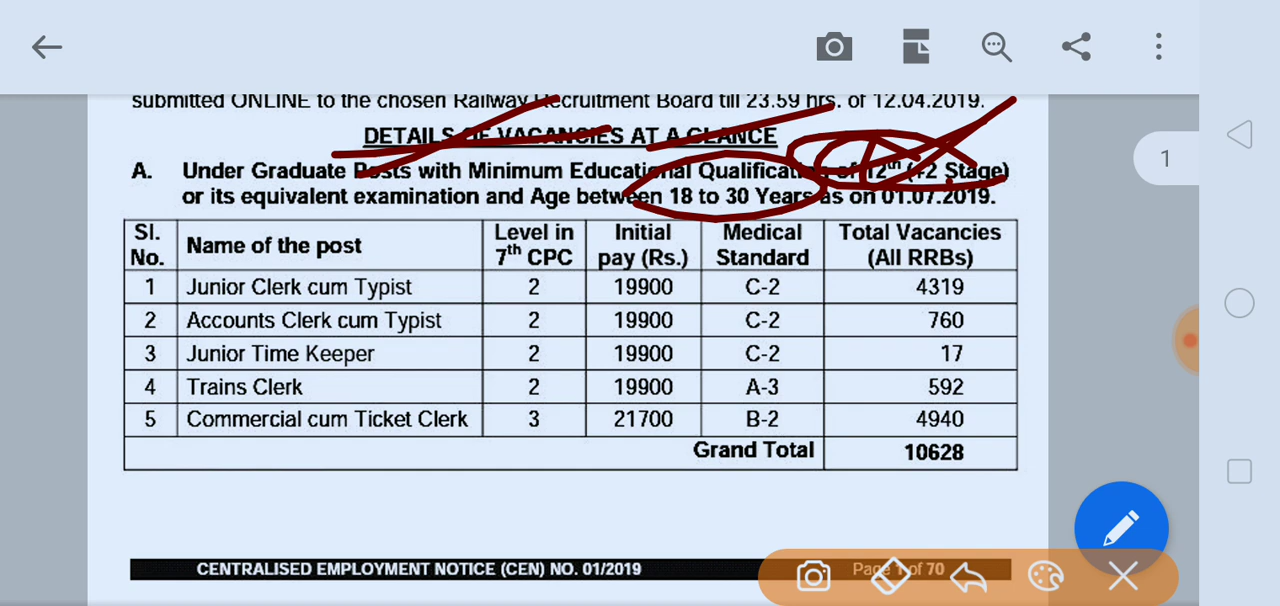 submitted ONLINE to the chosen Railway Recruitment Board till 23.59 hrs. of 12.04.2019.
DETAILS OF VACANCIES AT A GLANCE
A. Under Graduate Posts with Minimum Educational Qualification of 12th (+2 Stage)
or its equivalent examination and Age between 18 to 30 Years as on 01.07.2019.
Sl. No. Name of the post Level in 7th CPC Initial pay (Rs.) Medical Standard Total Vacancies (All RRBs)
1 Junior Clerk cum Typist 2 19900 C-2 4319
2 Accounts Clerk cum Typist 2 19900 C-2 760
3 Junior Time Keeper 2 19900 C-2 17
4 Trains Clerk 2 19900 A-3 592
5 Commercial cum Ticket Clerk 3 21700 B-2 4940
Grand Total 10628
CENTRALISED EMPLOYMENT NOTICE (CEN) NO. 01/2019 Page 1 of 70
1